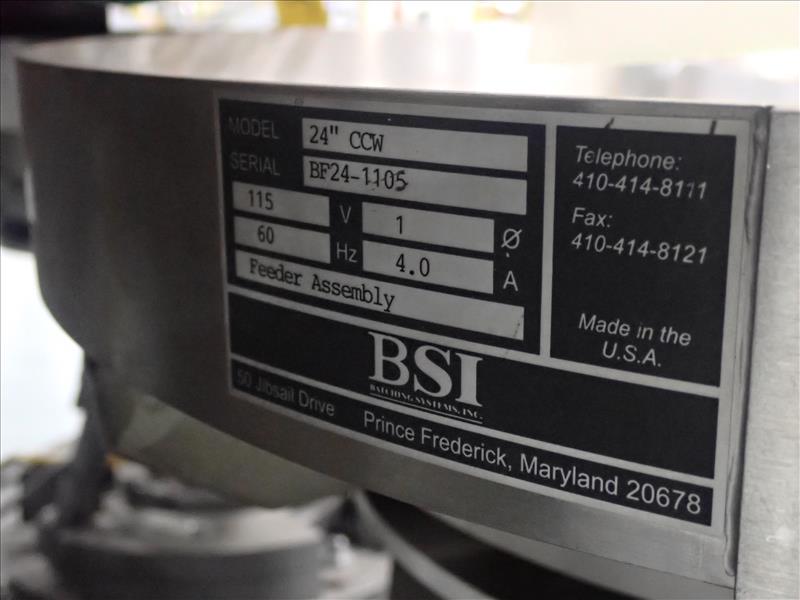 MODEL 24" CCW
SERIAL BF24-1105
115 V 1 Ø
60 Hz 4.0 A
Feeder Assembly
Telephone:
410-414-8111
Fax:
410-414-8121
Made in the
U.S.A.
BSI
BATCHING SYSTEMS, INC.
50 Jibsail Drive Prince Frederick, Maryland 20678